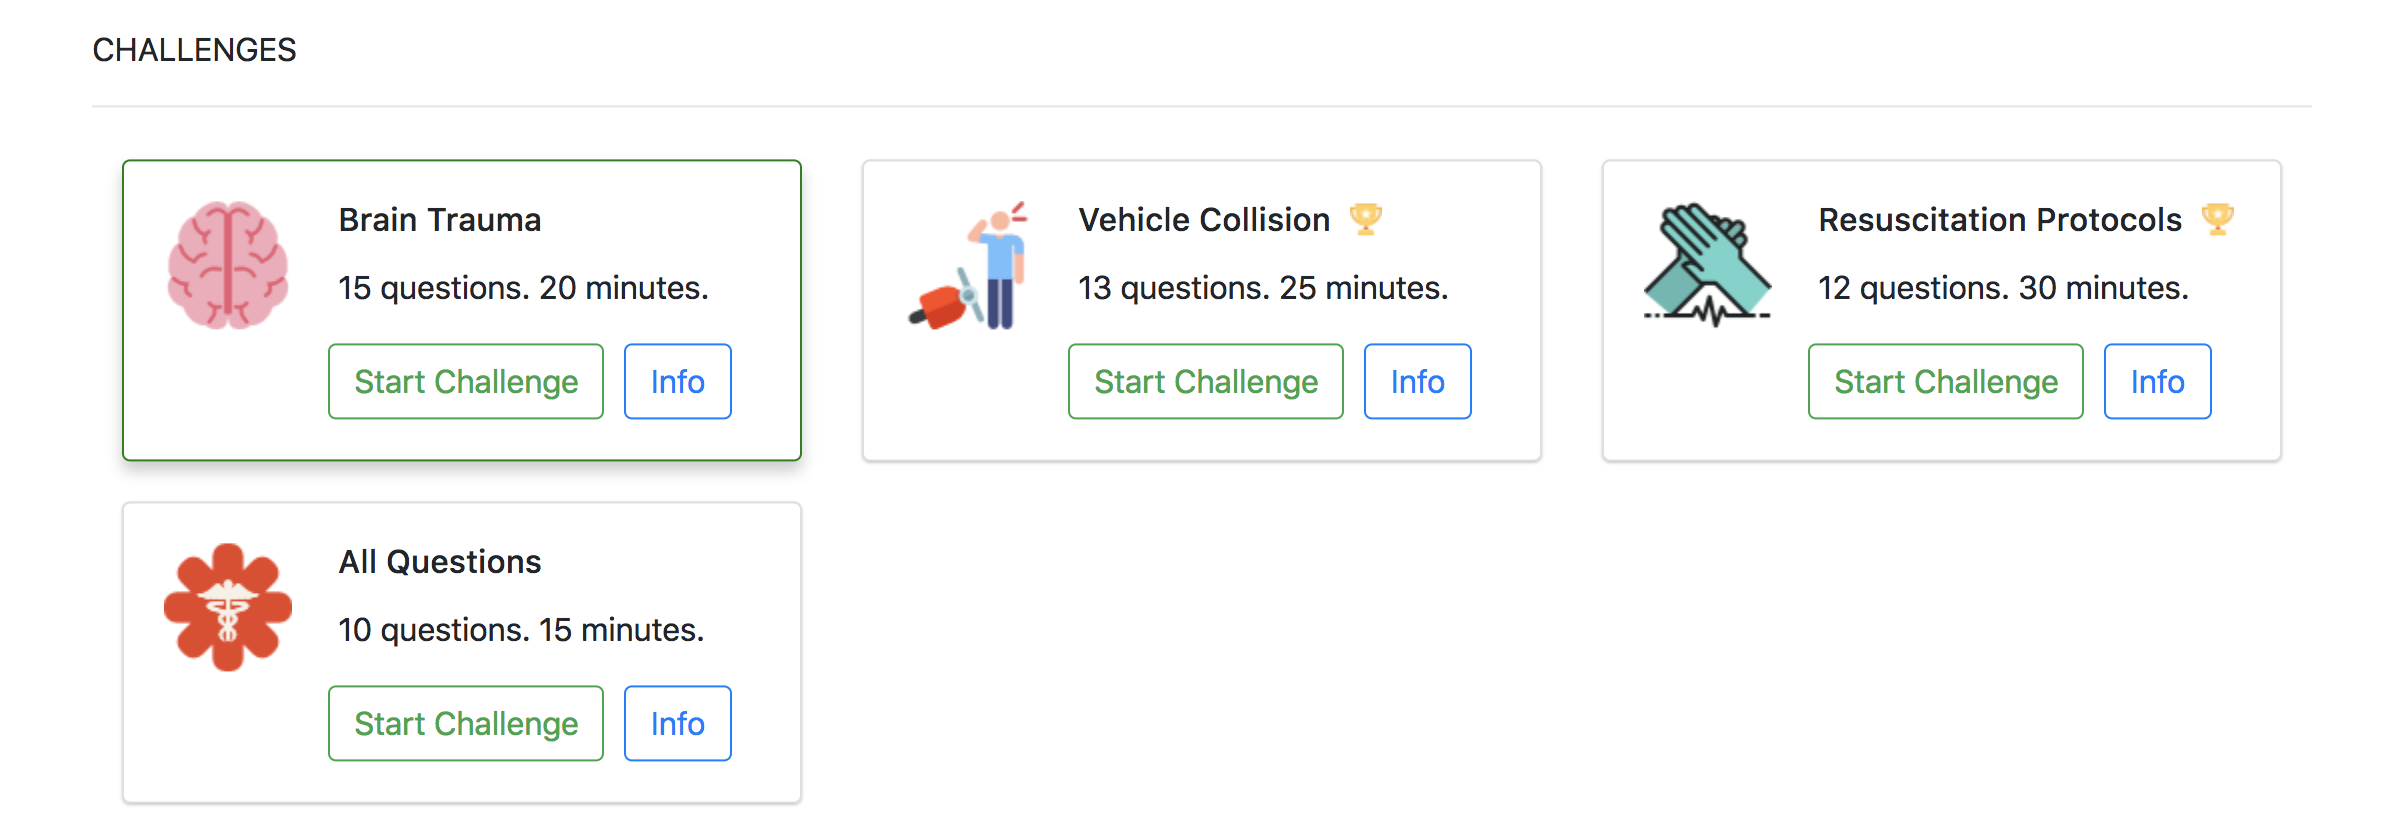 CHALLENGES
Brain Trauma
15 questions. 20 minutes.
Start Challenge
Info
Vehicle Collision
13 questions. 25 minutes.
Start Challenge
Info
Resuscitation Protocols
12 questions. 30 minutes.
Start Challenge
Info
All Questions
10 questions. 15 minutes.
Start Challenge
Info